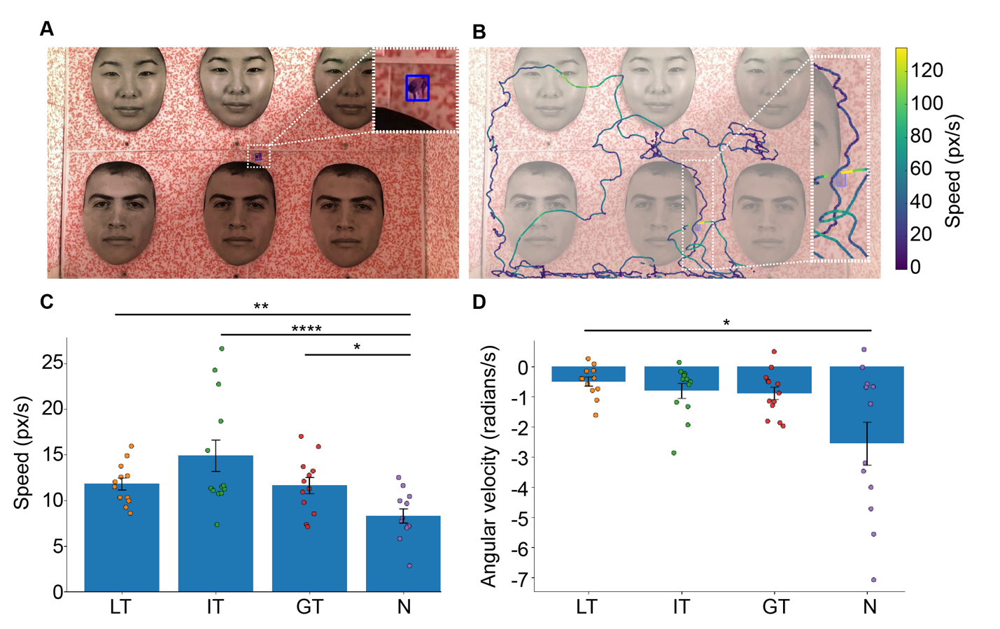 A
B
120
100
80
60
40
20
0
Speed (px/s)
C
**
****
*
25
20
15
10
5
0
Speed (px/s)
LT IT GT N
D
*
0
-1
-2
-3
-4
-5
-6
-7
Angular velocity (radians/s)
LT IT GT N